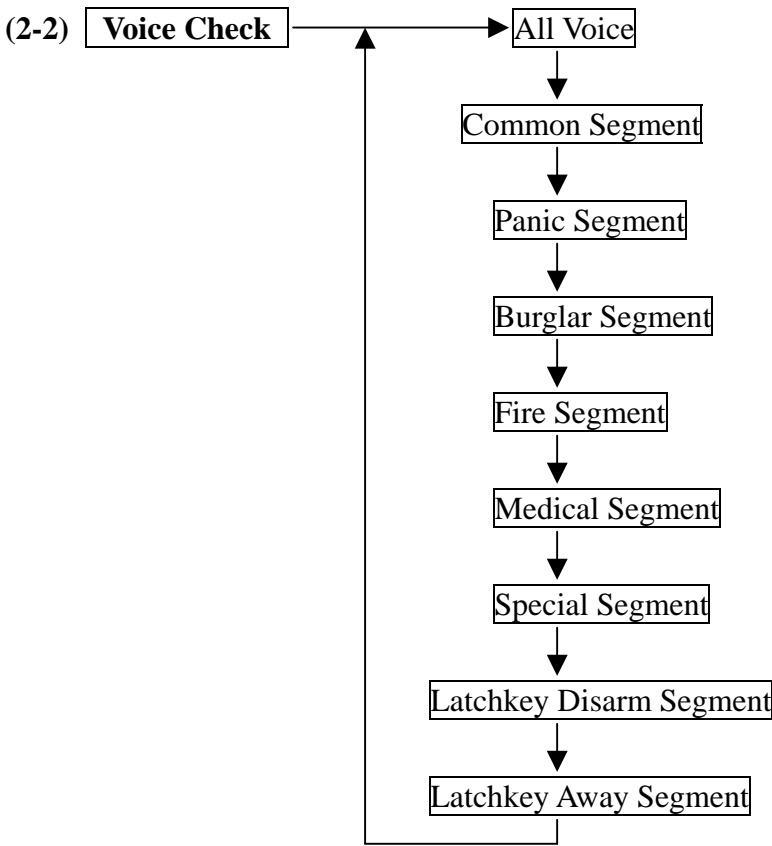 (2-2) Voice Check All Voice
Common Segment
Panic Segment
Burglar Segment
Fire Segment
Medical Segment
Special Segment
Latchkey Disarm Segment
Latchkey Away Segment